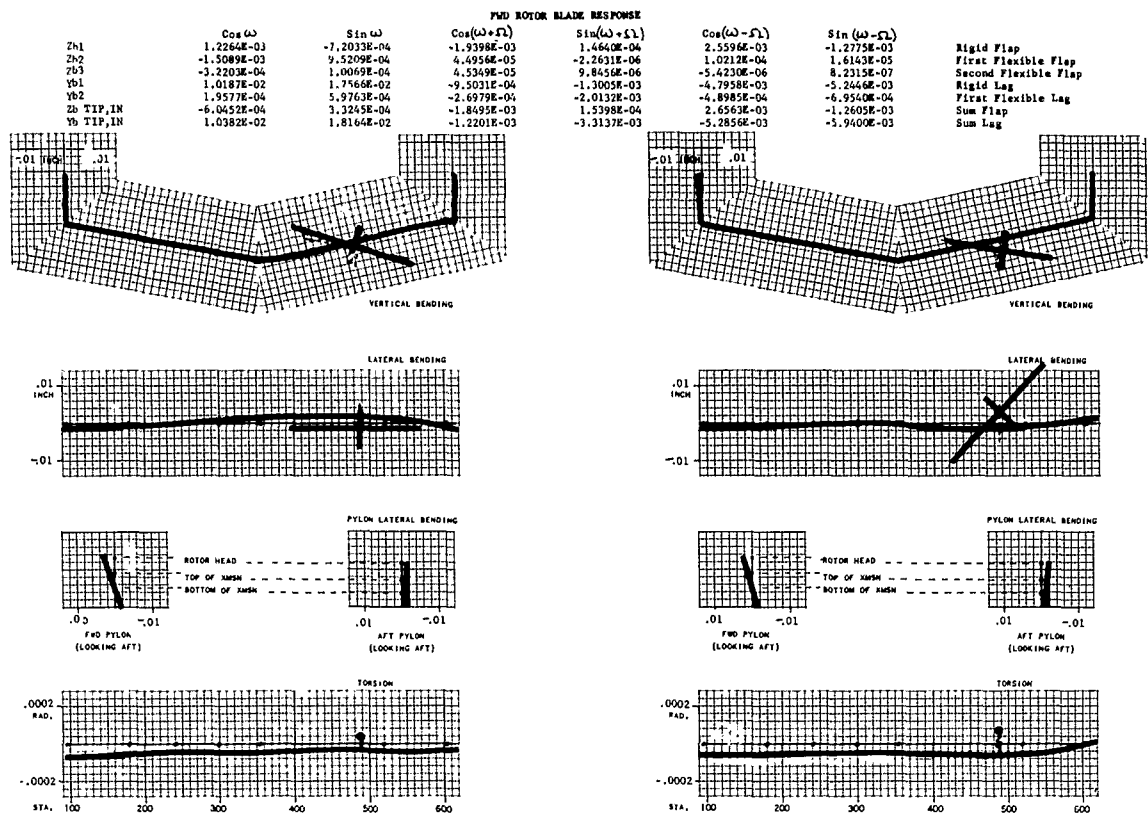 FWD ROTOR BLADE RESPONSE
Cos ω Sin ω Cos(ω+Ω) Sin(ω+Ω) Cos(ω-Ω) Sin (ω-Ω)
Zb1 1.2264E-03 -7.2033E-04 -1.9398E-03 1.4640E-04 2.5596E-03 -1.2775E-03 Rigid Flap
Zb2 -1.5089E-03 9.5209E-04 4.4956E-05 -2.2631E-06 1.0212E-04 1.6143E-05 First Flexible Flap
Zb3 -3.2203E-04 1.0069E-04 4.5349E-05 9.8456E-06 -5.4230E-06 8.2315E-07 Second Flexible Flap
Yb1 1.0187E-02 1.7566E-02 -9.5031E-04 -1.3005E-03 -4.7958E-03 -5.2446E-03 Rigid Lag
Yb2 1.9577E-04 5.9763E-04 -2.6979E-04 -2.0132E-03 -4.8985E-04 -6.9540E-04 First Flexible Lag
Zb TIP,IN -6.0452E-04 3.3245E-04 -1.8495E-03 1.5398E-04 2.6563E-03 -1.2605E-03 Sum Flap
Yb TIP,IN 1.0382E-02 1.8164E-02 -1.2201E-03 -3.3137E-03 -5.2856E-03 -5.9400E-03 Sum Lag
-.01 INCH .01 -.01 INCH .01
VERTICAL BENDING VERTICAL BENDING
LATERAL BENDING LATERAL BENDING
.01 .01
INCH INCH
-.01 -.01
PYLON LATERAL BENDING PYLON LATERAL BENDING
ROTOR HEAD ROTOR HEAD
TOP OF XMSN TOP OF XMSN
BOTTOM OF XMSN BOTTOM OF XMSN
-.01 .01 -.01 .01 -.01 .01 -.01
FWD PYLON AFT PYLON FWD PYLON AFT PYLON
(LOOKING AFT) (LOOKING AFT) (LOOKING AFT) (LOOKING AFT)
TORSION TORSION
.0002 .0002
RAD. RAD.
-.0002 -.0002
STA. 100 200 300 400 500 600 STA. 100 200 300 400 500 600